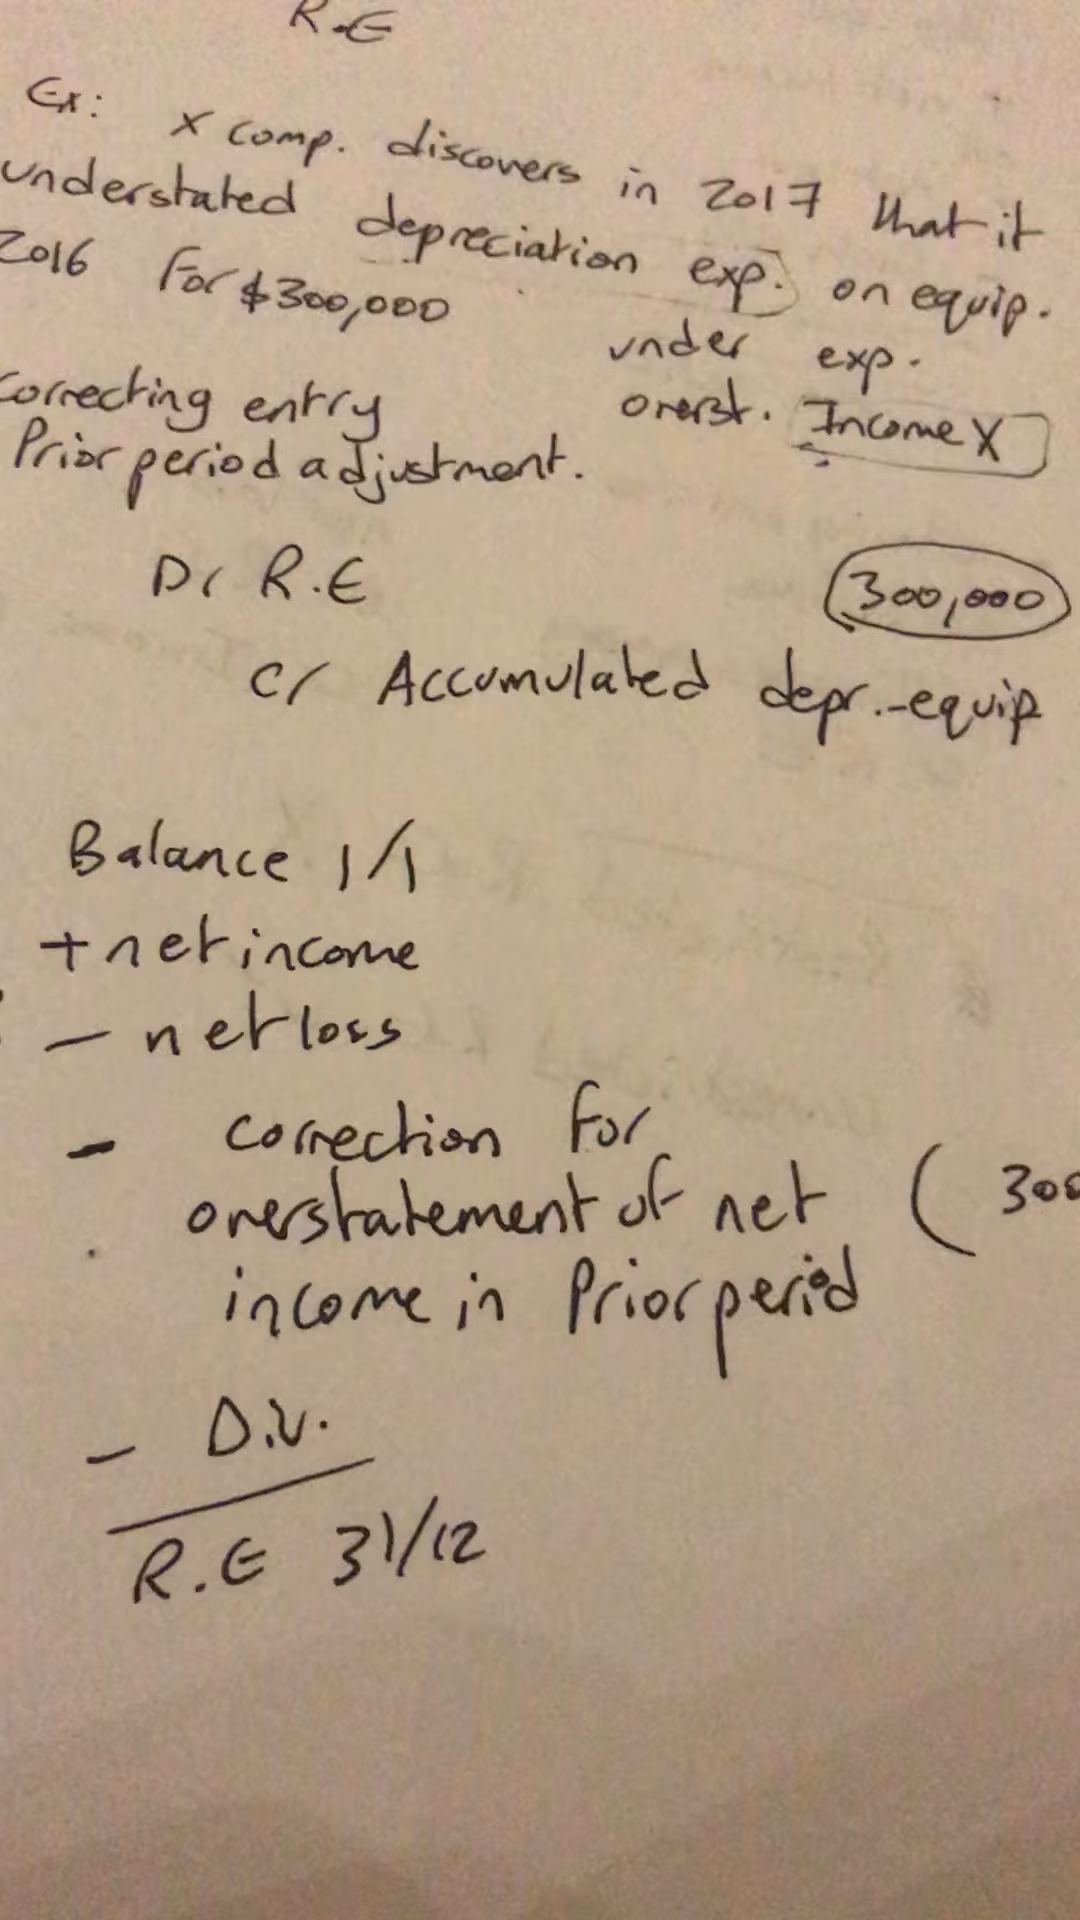 R.E
Ex: X comp. discovers in 2017 that it
understated depreciation exp. on equip.
2016 For $300,000
under exp.
correcting entry
overst. Income X
Prior period adjustment.
Dr R.E 300,000
Cr Accumulated depr.-equip
Balance 1/1
+ net income
- net loss
- correction For
overstatement of net (300
income in Prior period
- Div.
R.E 31/12